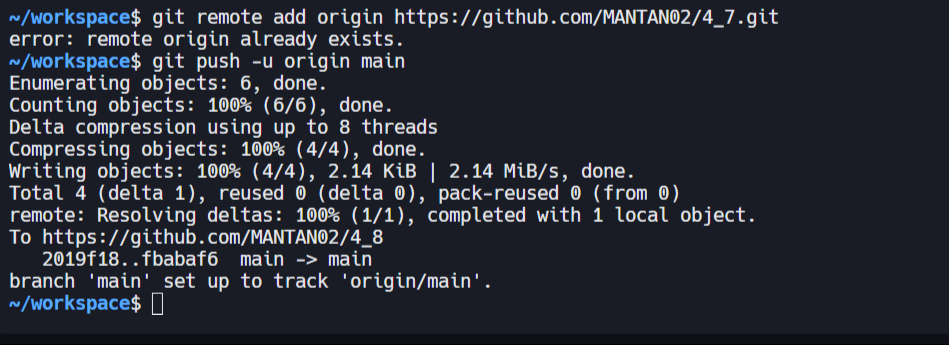 ~/workspace$ git remote add origin https://github.com/MANTAN02/4_7.git
error: remote origin already exists.
~/workspace$ git push -u origin main
Enumerating objects: 6, done.
Counting objects: 100% (6/6), done.
Delta compression using up to 8 threads
Compressing objects: 100% (4/4), done.
Writing objects: 100% (4/4), 2.14 KiB | 2.14 MiB/s, done.
Total 4 (delta 1), reused 0 (delta 0), pack-reused 0 (from 0)
remote: Resolving deltas: 100% (1/1), completed with 1 local object.
To https://github.com/MANTAN02/4_8
   2019f18..fbabaf6  main -> main
branch 'main' set up to track 'origin/main'.
~/workspace$